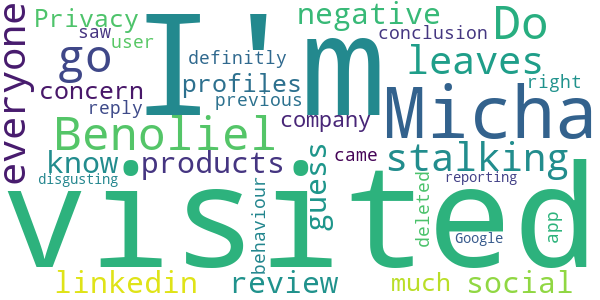 everyone
Privacy
saw
user
go
concern
reply
I'm
negative
Do
conclusion
definitly
leaves
profiles
previous
right
Micha
Benoliel
company
know
products
came
stalking
disgusting
guess
behaviour
deleted
reporting
visited
Google
app
linkedin
review
much
social